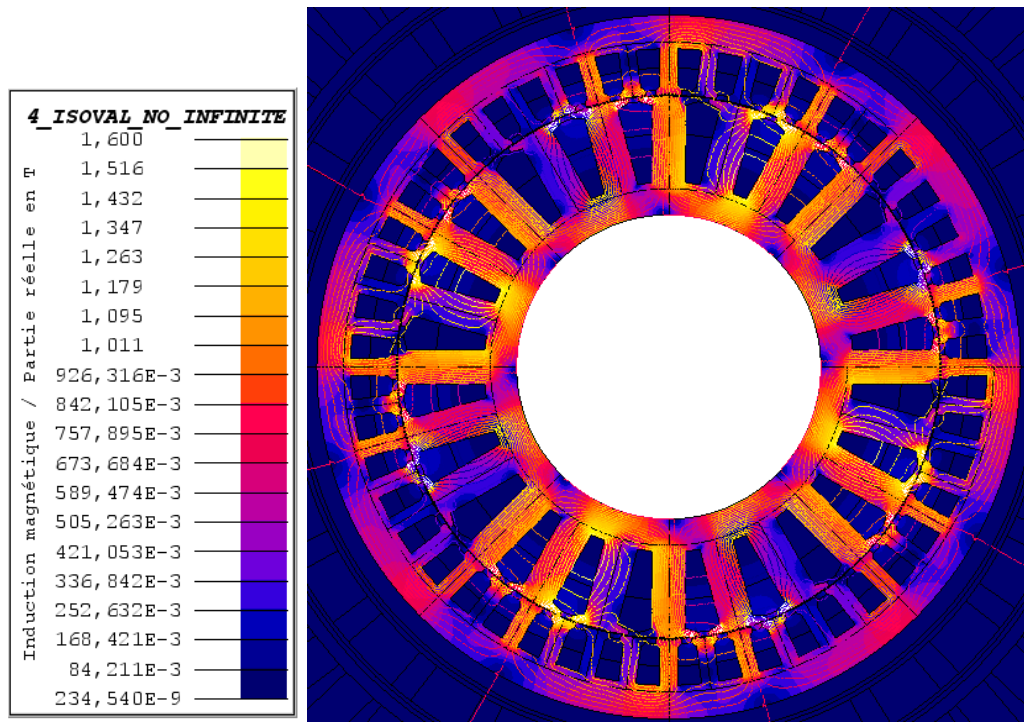 4_ISOVAL_NO_INFINITE
1,600
1,516
1,432
1,347
1,263
1,179
1,095
1,011
926,316E-3
842,105E-3
757,895E-3
673,684E-3
589,474E-3
505,263E-3
421,053E-3
336,842E-3
252,632E-3
168,421E-3
84,211E-3
234,540E-9
Induction magnétique / Partie réelle en T